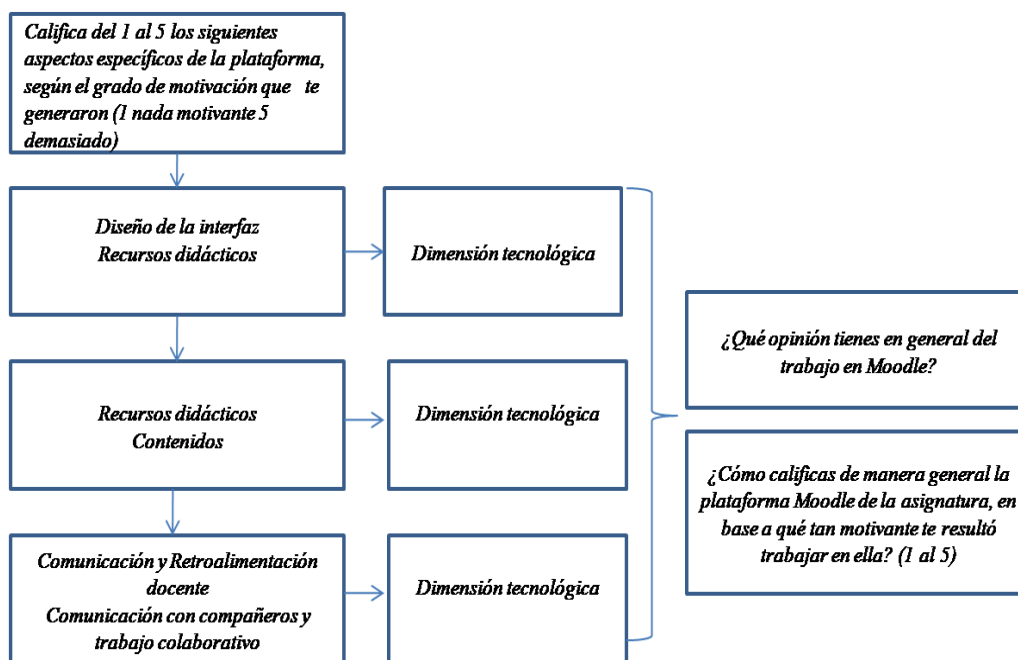 Califica del 1 al 5 los siguientes
aspectos específicos de la plataforma,
según el grado de motivación que te
generaron (1 nada motivante 5
demasiado)
Diseño de la interfaz
Recursos didácticos
Dimensión tecnológica
Recursos didácticos
Contenidos
Dimensión tecnológica
Comunicación y Retroalimentación
docente
Comunicación con compañeros y
trabajo colaborativo
Dimensión tecnológica
¿Qué opinión tienes en general del
trabajo en Moodle?
¿Cómo calificas de manera general la
plataforma Moodle de la asignatura, en
base a qué tan motivante te resultó
trabajar en ella? (1 al 5)